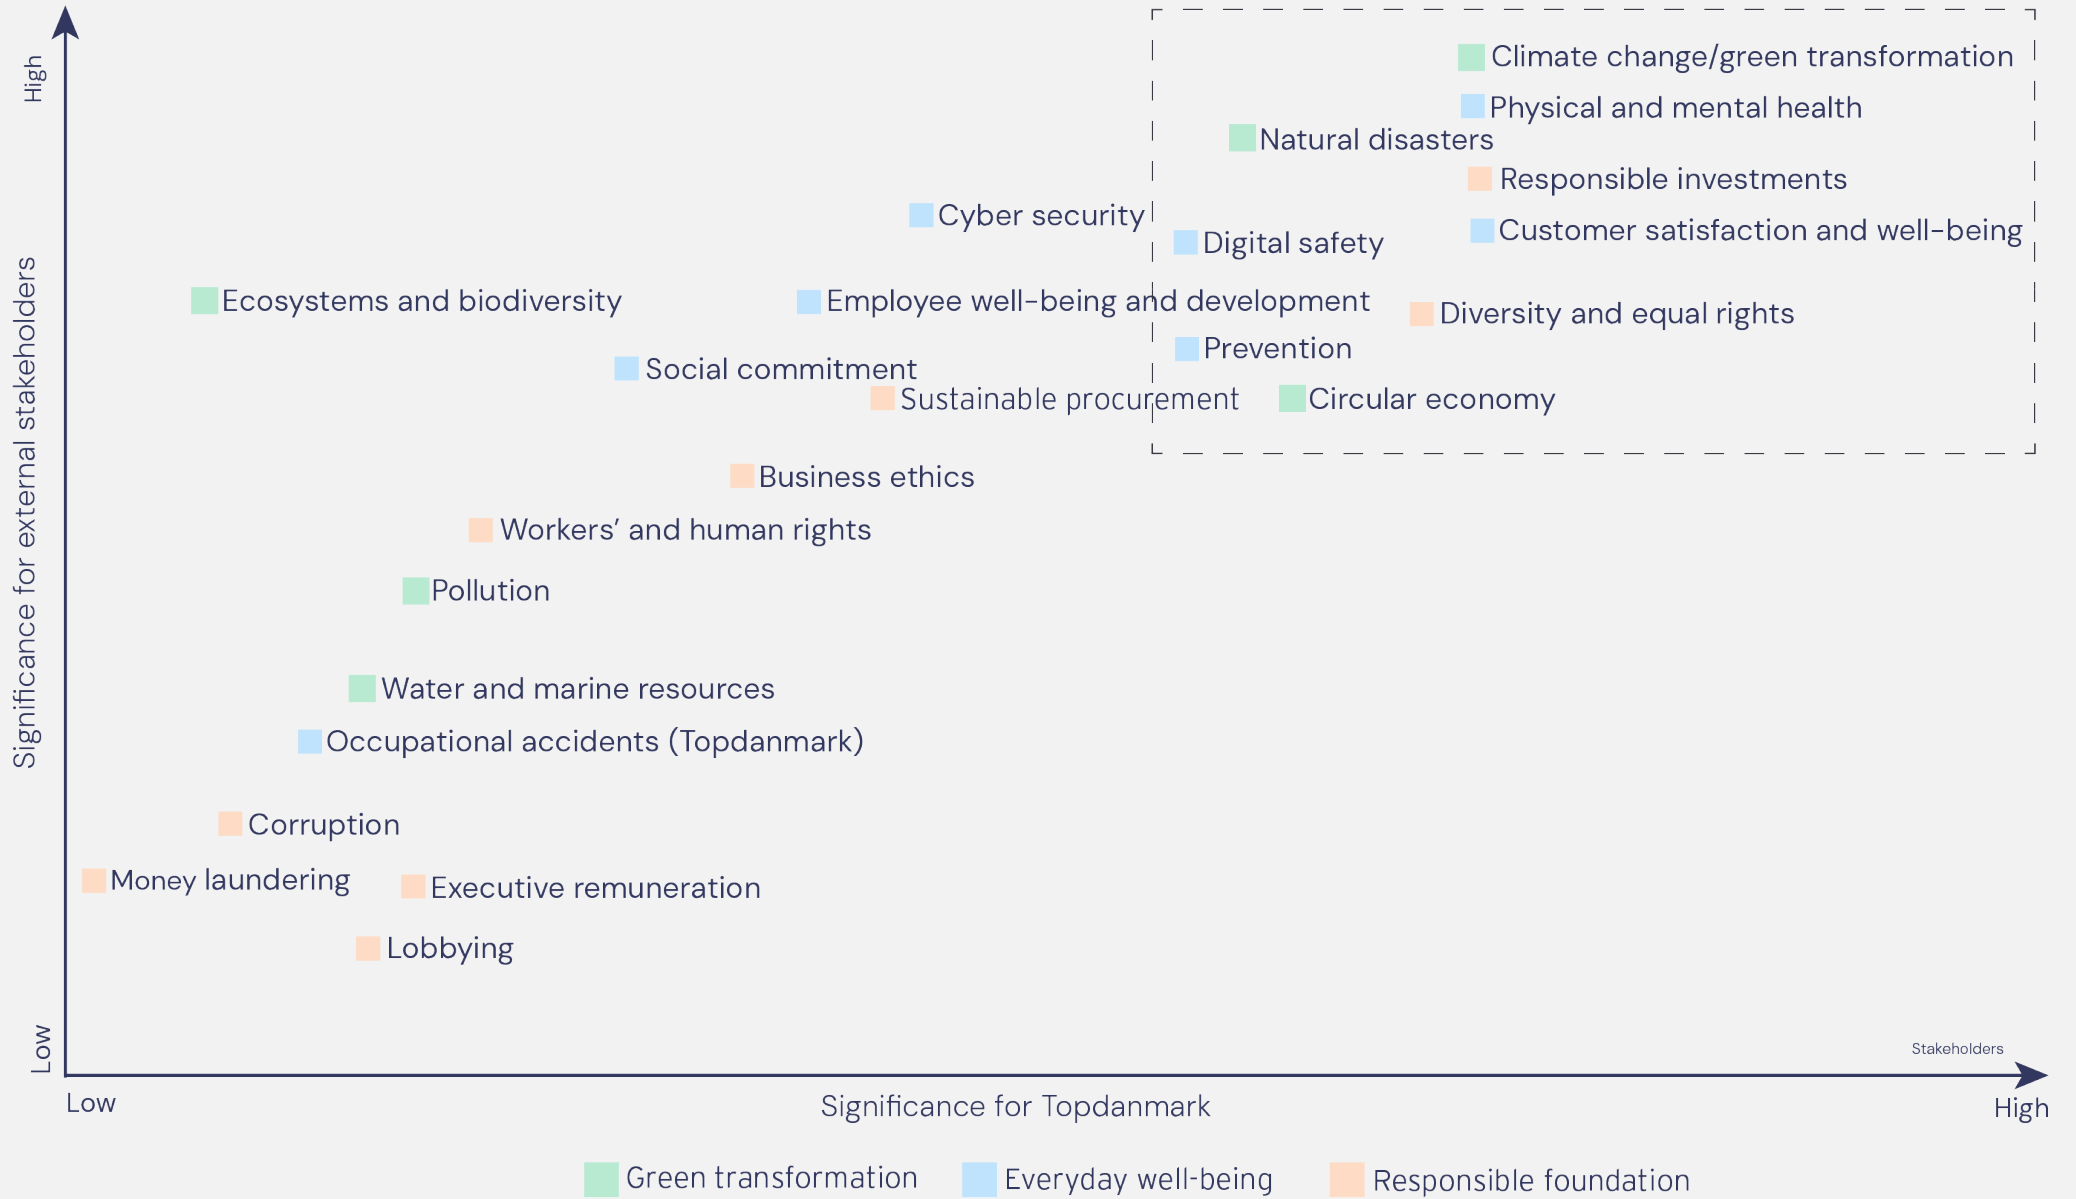 High
Significance for external stakeholders
Low
Climate change/green transformation
Physical and mental health
Natural disasters
Responsible investments
Cyber security
Customer satisfaction and well-being
Digital safety
Ecosystems and biodiversity
Employee well-being and development
Diversity and equal rights
Prevention
Social commitment
Sustainable procurement
Circular economy
Business ethics
Workers’ and human rights
Pollution
Water and marine resources
Occupational accidents (Topdanmark)
Corruption
Money laundering
Executive remuneration
Lobbying
Stakeholders
Low
Significance for Topdanmark
High
Green transformation
Everyday well-being
Responsible foundation